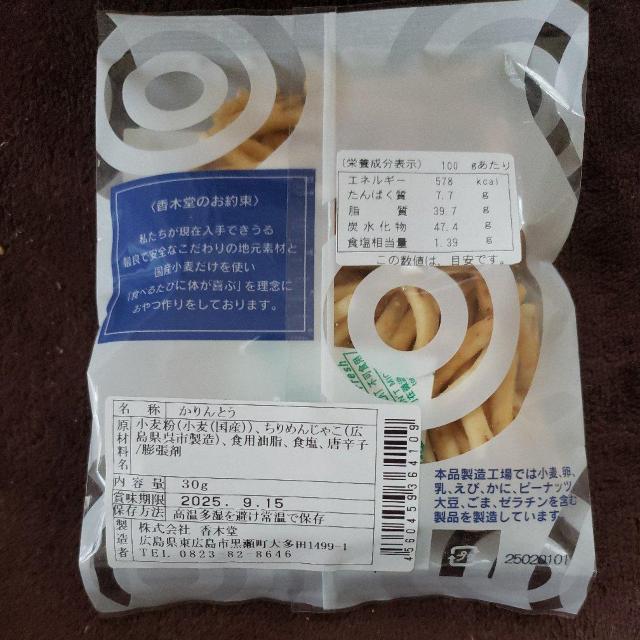 〈香木堂のお約束〉
私たちが現在入手できうる
最良で安全なこだわりの地元素材と
国産小麦だけを使い
「食べるたびに体が喜ぶ」を理念に
おやつ作りをしております。
(栄養成分表示) 100 gあたり
エネルギー 578 kcal
たんぱく質 7.7 g
脂 質 39.7 g
炭水化物 47.4 g
食塩相当量 1.39 g
この数値は、目安です。
名 称 かりんとう
原材料名 小麦粉(小麦(国産))、ちりめんじゃこ(広
島県呉市製造)、食用油脂、食塩、唐辛子
/膨張剤
内容量 30g
賞味期限 2025. 9.15
保存方法 高温多湿を避け常温で保存
製造者 株式会社 香木堂
広島県東広島市黒瀬町大多田1499-1
TEL 0823-82-8646
4560459364109
本品製造工場では小麦、卵、
乳、えび、かに、ピーナッツ
大豆、ごま、ゼラチンを含む
製品を製造しています。
25020101